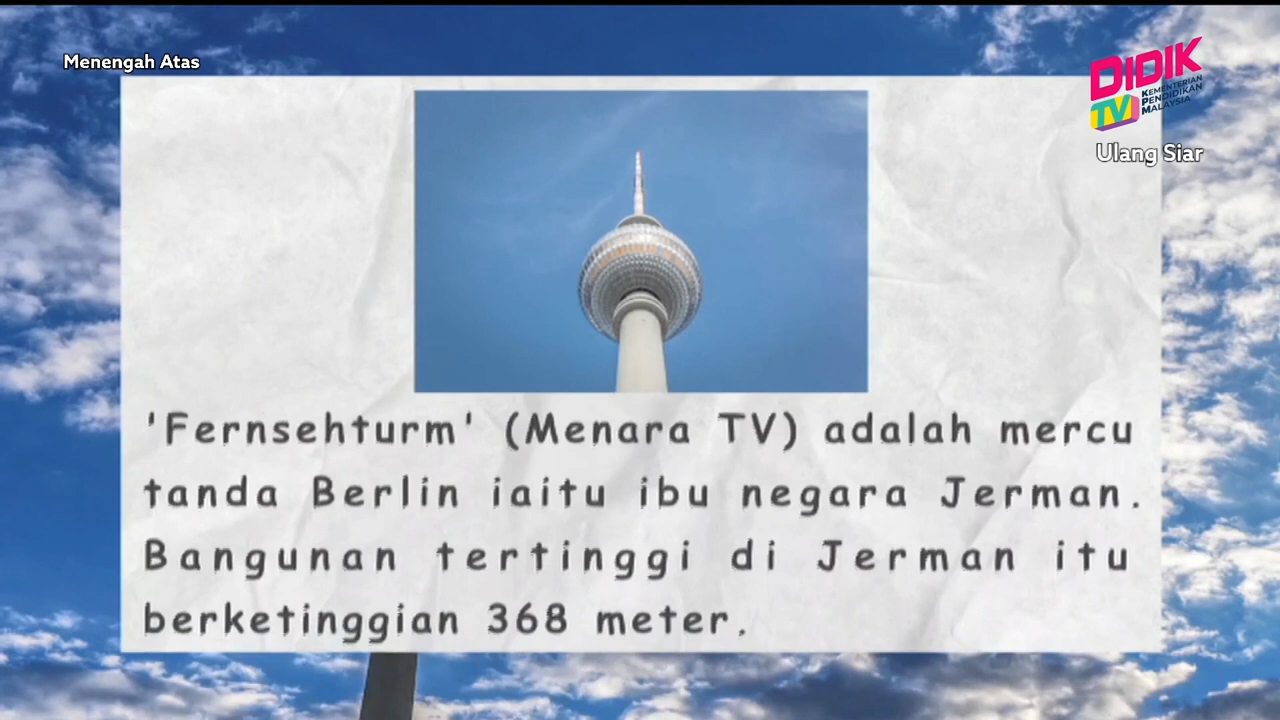 Menengah Atas
DIDIK
TV
KEMENTERIAN
PENDIDIKAN
MALAYSIA
Ulang Siar
'Fernsehturm' (Menara TV) adalah mercu
tanda Berlin iaitu ibu negara Jerman.
Bangunan tertinggi di Jerman itu
berketinggian 368 meter.